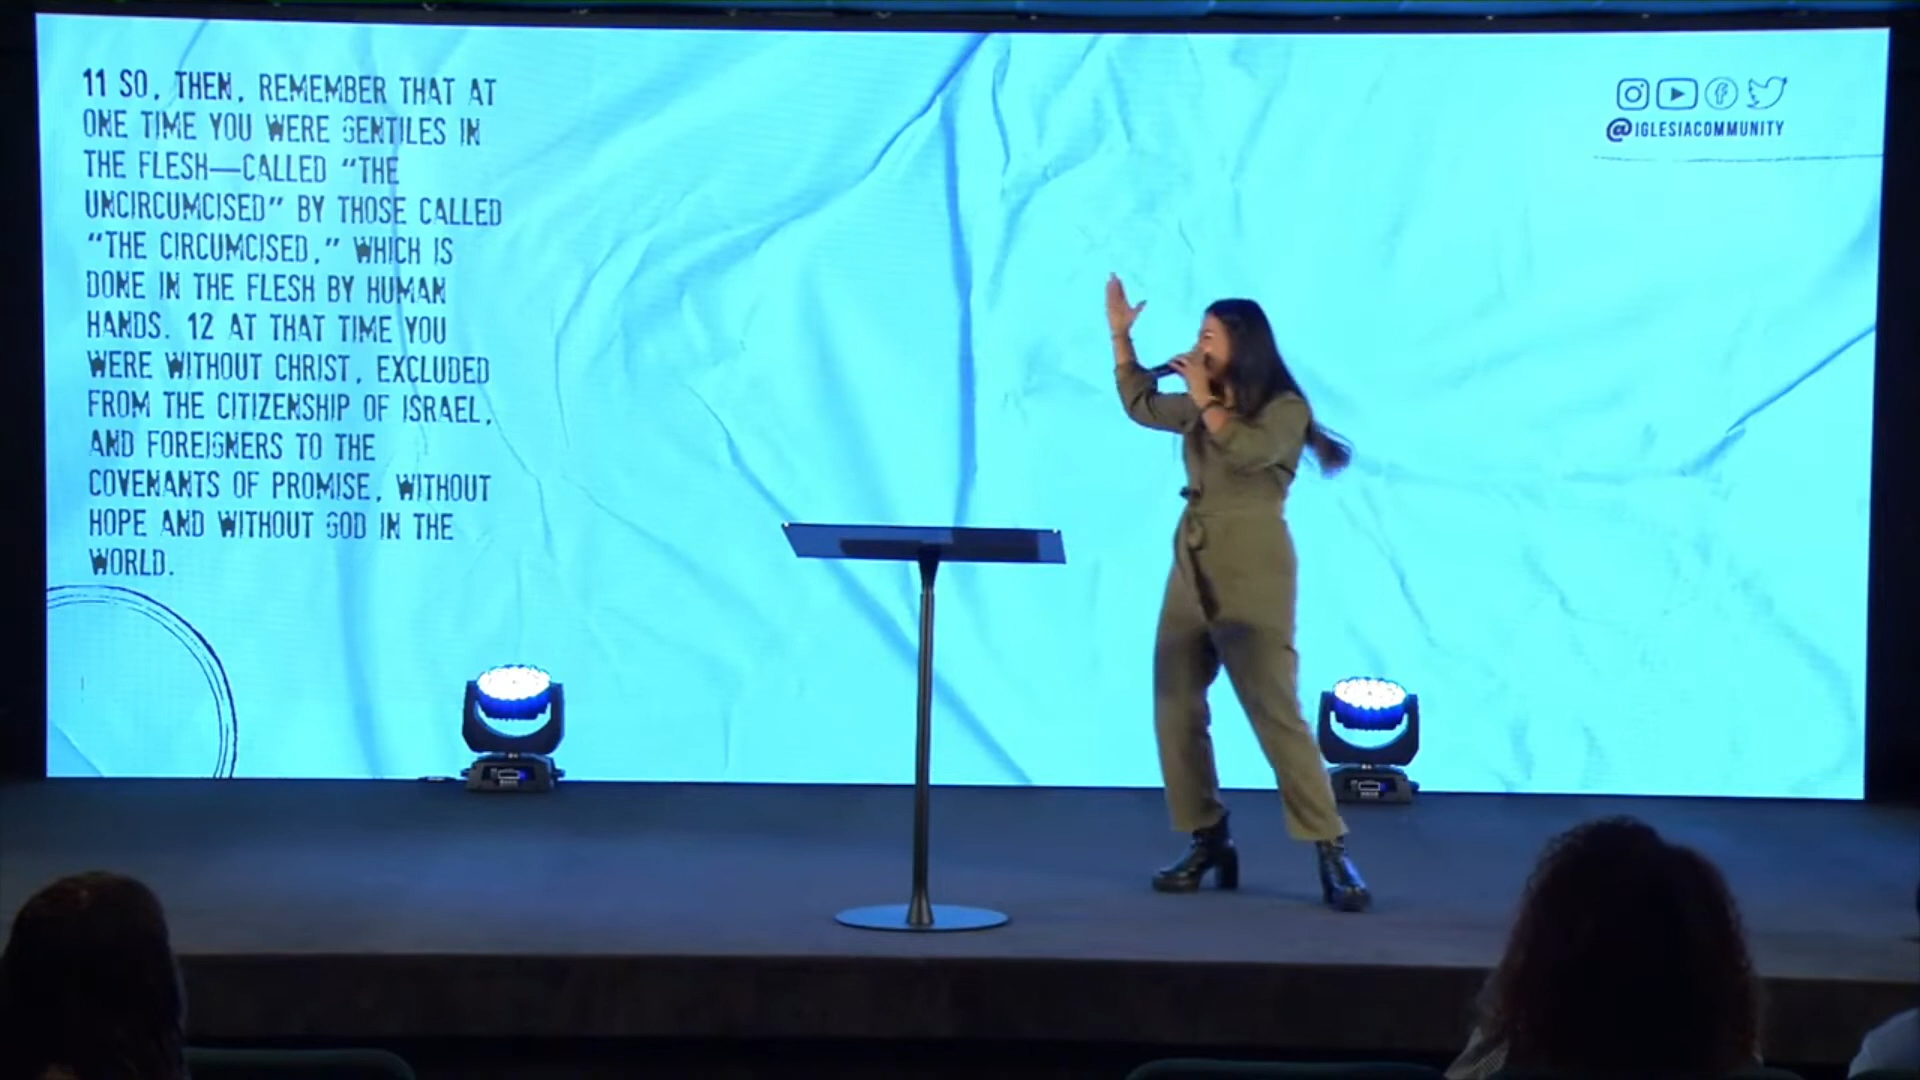 11 SO, THEN, REMEMBER THAT AT
ONE TIME YOU WERE GENTILES IN
THE FLESH—CALLED “THE
UNCIRCUMCISED” BY THOSE CALLED
“THE CIRCUMCISED,” WHICH IS
DONE IN THE FLESH BY HUMAN
HANDS. 12 AT THAT TIME YOU
WERE WITHOUT CHRIST, EXCLUDED
FROM THE CITIZENSHIP OF ISRAEL,
AND FOREIGNERS TO THE
COVENANTS OF PROMISE, WITHOUT
HOPE AND WITHOUT GOD IN THE
WORLD.
@IGLESIACOMMUNITY